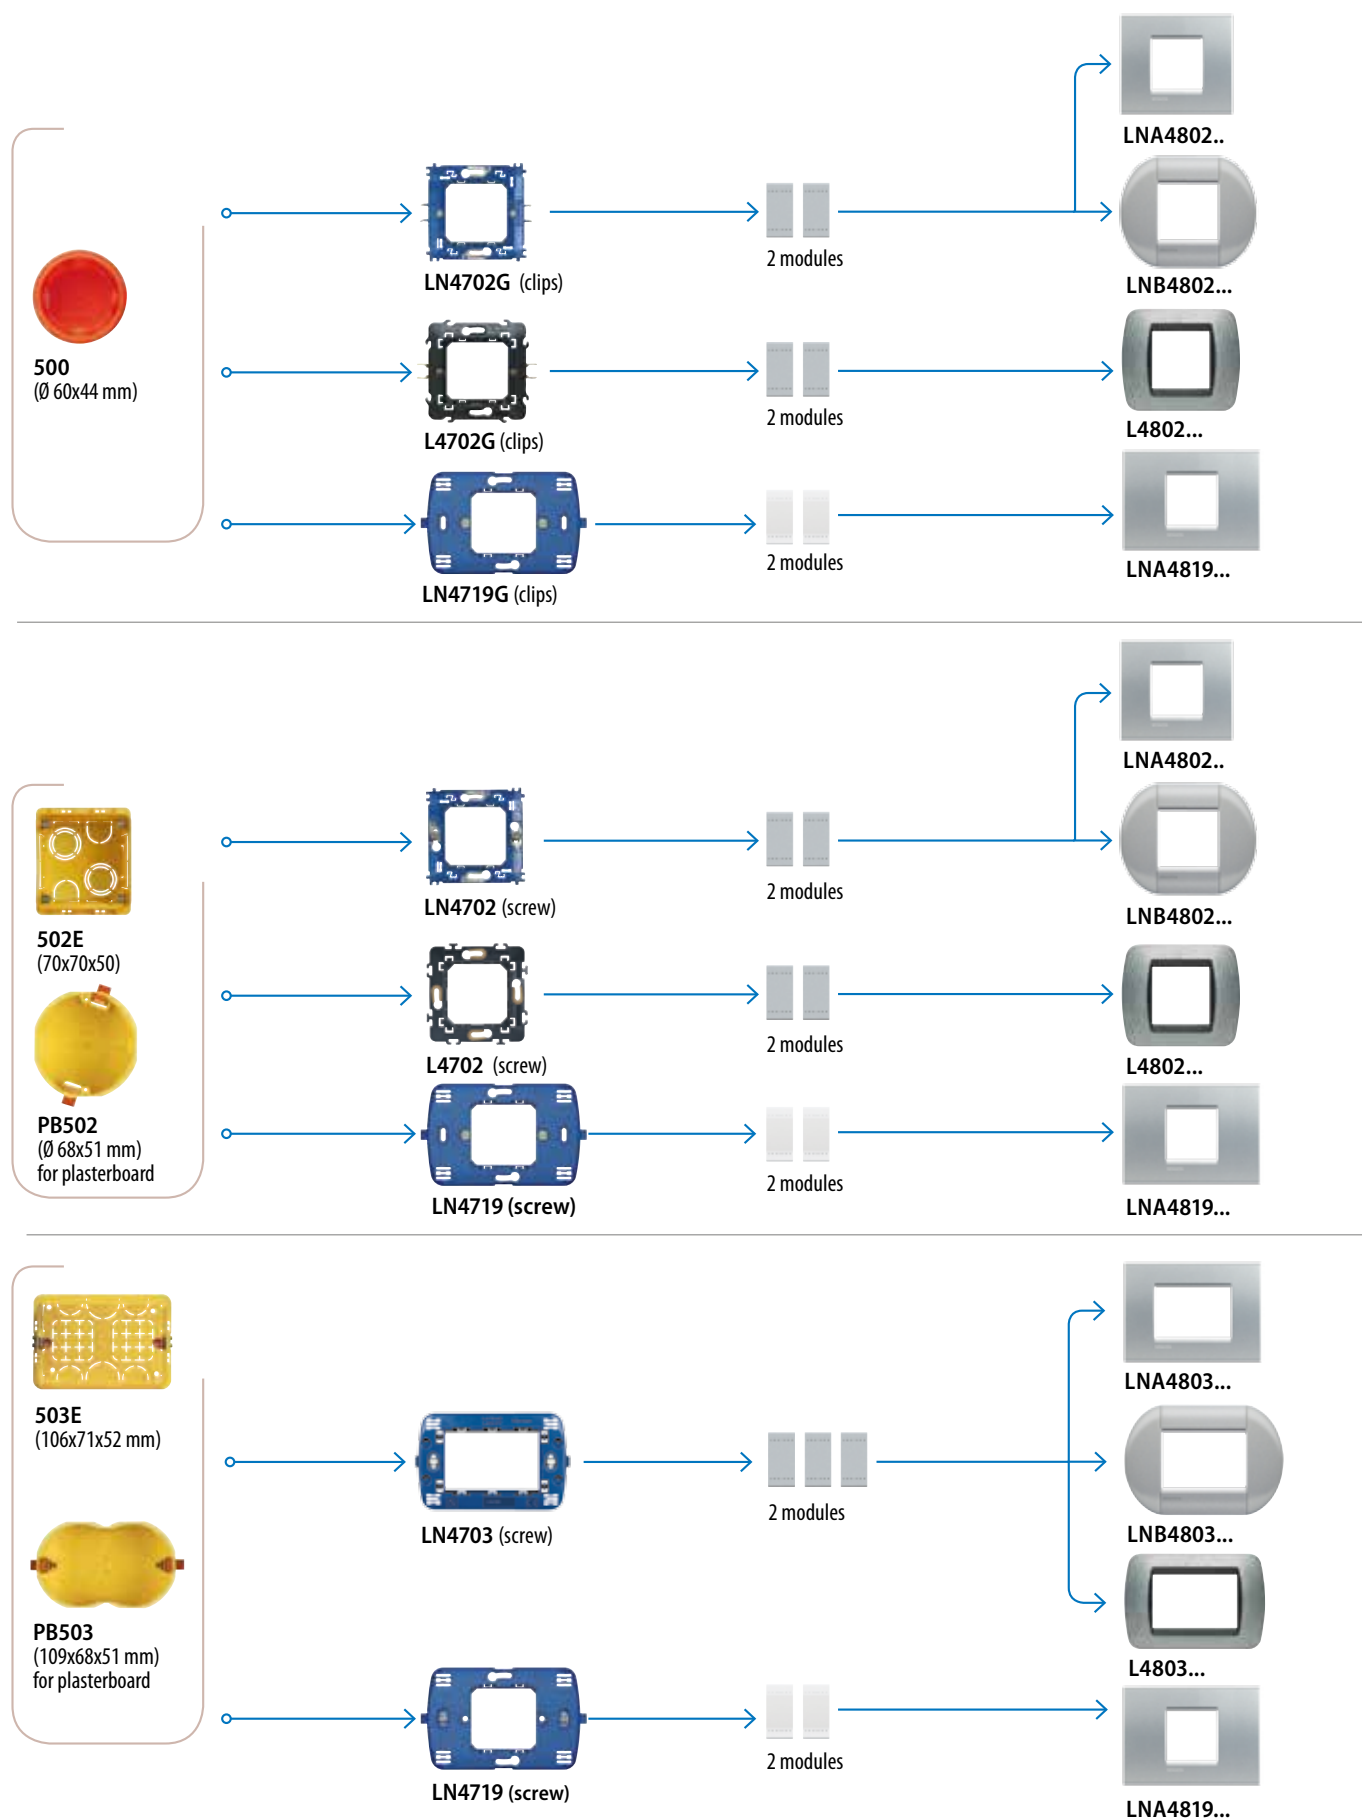 LNA4802..
LN4702G (clips)
2 modules
LNB4802...
500
(Ø 60x44 mm)
L4702G (clips)
2 modules
L4802...
LN4719G (clips)
2 modules
LNA4819...
LNA4802..
502E
(70x70x50)
LN4702 (screw)
2 modules
LNB4802...
L4702 (screw)
2 modules
L4802...
PB502
(Ø 68x51 mm)
for plasterboard
LN4719 (screw)
2 modules
LNA4819...
LNA4803...
503E
(106x71x52 mm)
LN4703 (screw)
2 modules
LNB4803...
PB503
(109x68x51 mm)
for plasterboard
L4803...
LN4719 (screw)
2 modules
LNA4819...